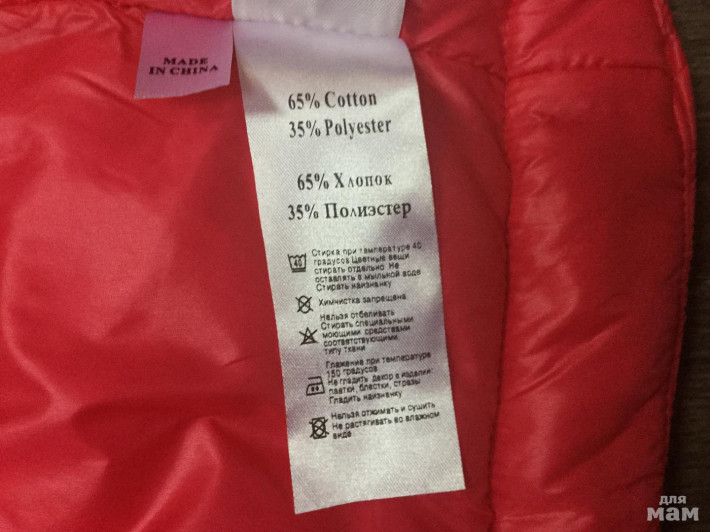 MADE
IN CHINA
65% Cotton
35% Polyester
65% Хлопок
35% Полиэстер
40
Стирка при температуре 40
градусов.Цветные вещи
стирать отдельно. Не
оставлять в мыльной воде
Стирать наизнанку
Химчистка запрещена
Нельзя отбеливать
Стирать специальными
моющими средствами
соответствующими
типу ткани
Глажение при температуре
150 градусов
Не гладить декор в изделии:
паетки, блестки, стразы
Гладить наизнанку
Нельзя отжимать и сушить
Не растягивать во влажном
виде
для
мам